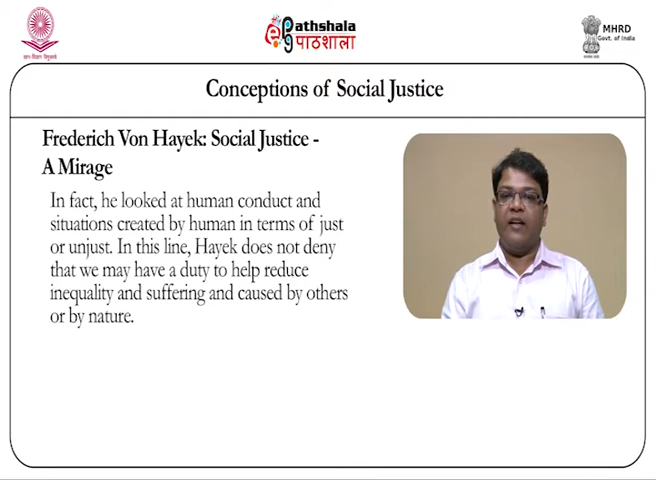 Pathshala
पाठशाला
MHRD
Govt. of India
Conceptions of Social Justice
Frederich Von Hayek: Social Justice -
A Mirage
In fact, he looked at human conduct and
situations created by human in terms of just
or unjust. In this line, Hayek does not deny
that we may have a duty to help reduce
inequality and suffering and caused by others
or by nature.